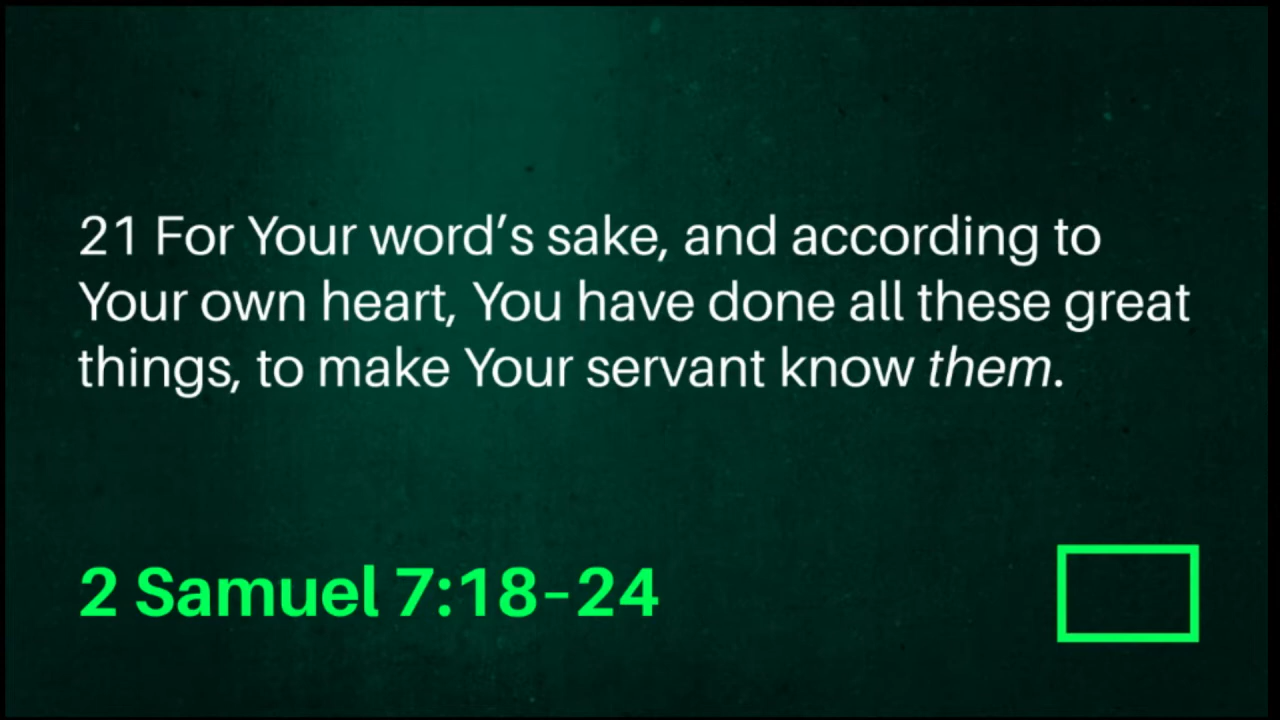 21 For Your word’s sake, and according to
Your own heart, You have done all these great
things, to make Your servant know them.
2 Samuel 7:18–24